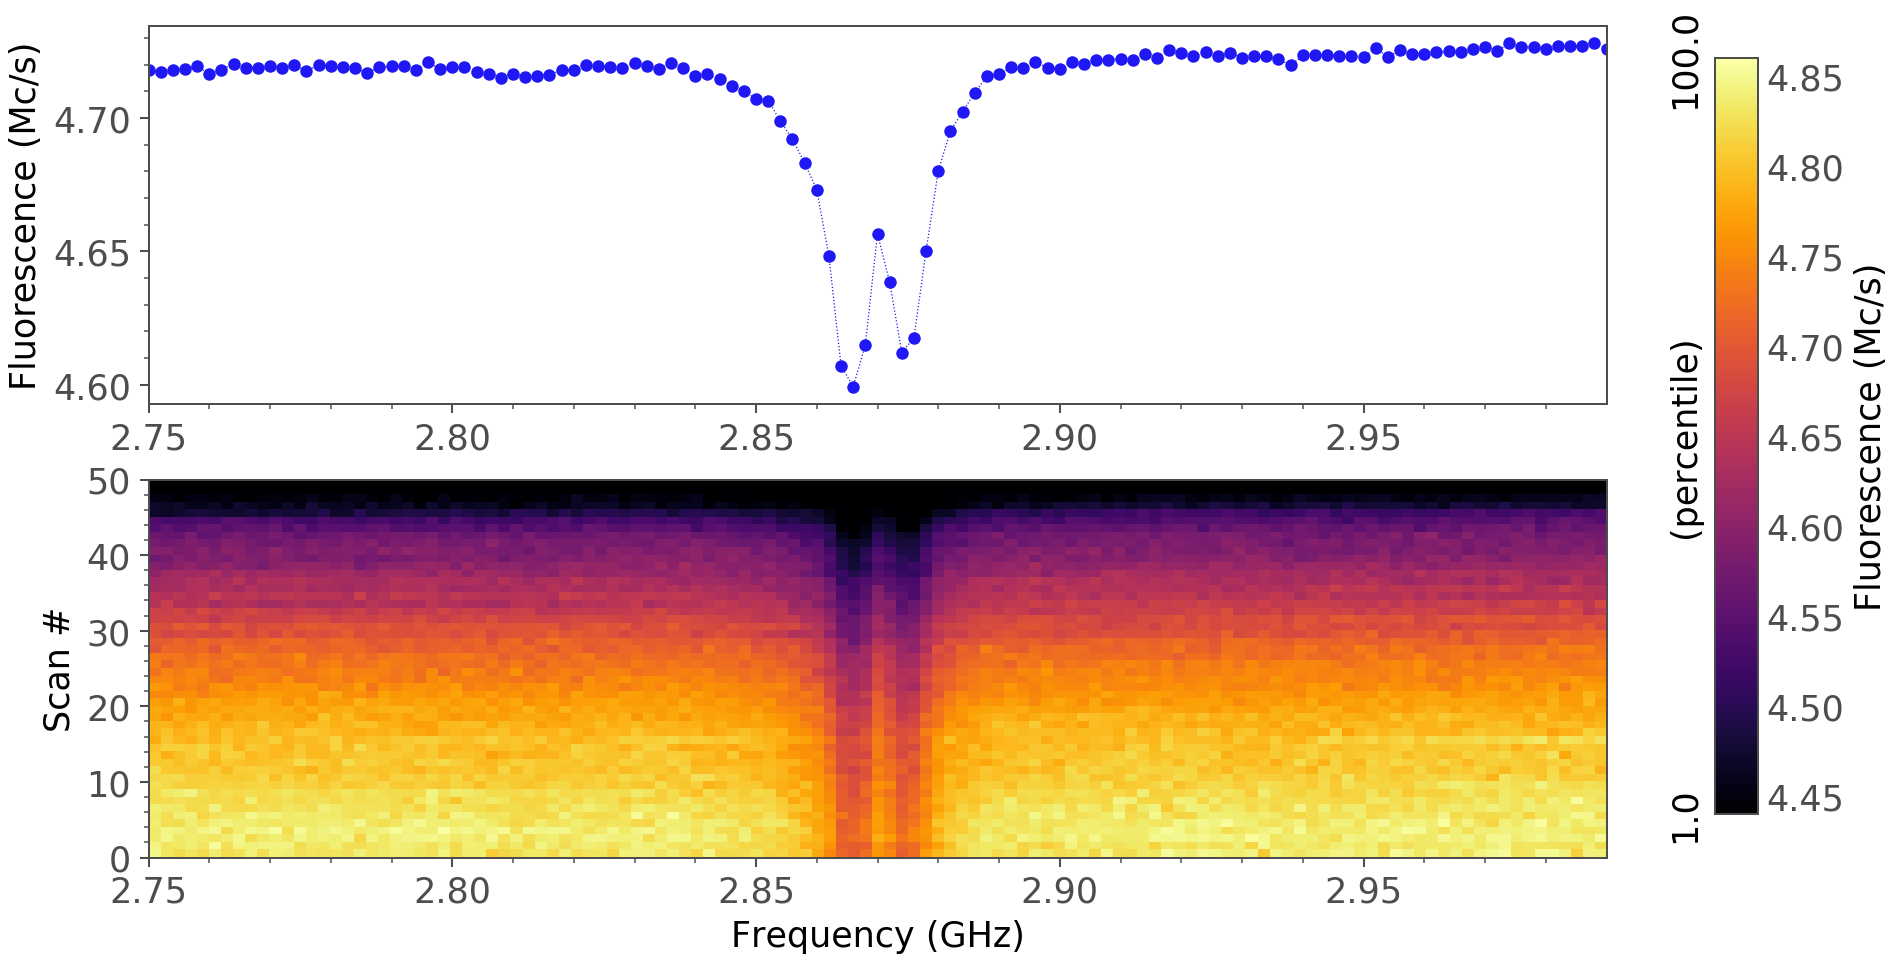 Fluorescence (Mc/s)
4.70
4.65
4.60
2.75 2.80 2.85 2.90 2.95
Scan #
50
40
30
20
10
0
2.75 2.80 2.85 2.90 2.95
Frequency (GHz)
100.0
(percentile)
1.0
4.85
4.80
4.75
4.70
4.65
4.60
4.55
4.50
4.45
Fluorescence (Mc/s)